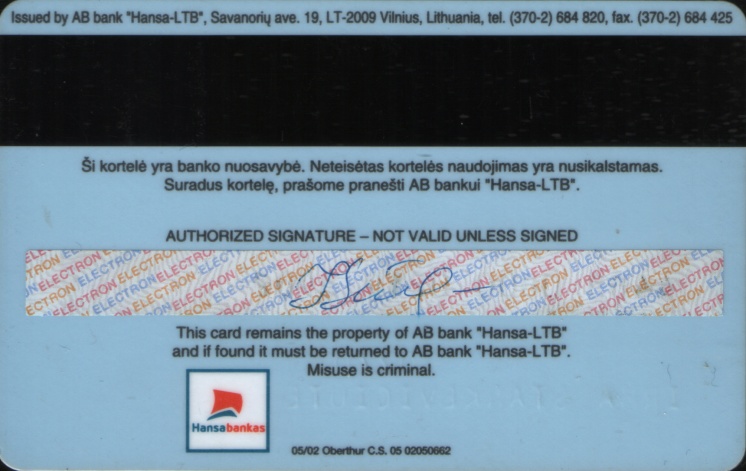 Issued by AB bank "Hansa-LTB", Savanorių ave. 19, LT-2009 Vilnius, Lithuania, tel. (370-2) 684 820, fax. (370-2) 684 425
Ši kortelė yra banko nuosavybė. Neteisėtas kortelės naudojimas yra nusikalstamas.
Suradus kortelę, prašome pranešti AB bankui "Hansa-LTB".
AUTHORIZED SIGNATURE – NOT VALID UNLESS SIGNED
ELECTRON ELECTRON ELECTRON ELECTRON ELECTRON ELECTRON
This card remains the property of AB bank "Hansa-LTB"
and if found it must be returned to AB bank "Hansa-LTB".
Misuse is criminal.
Hansabankas
05/02 Oberthur C.S. 05 02050662